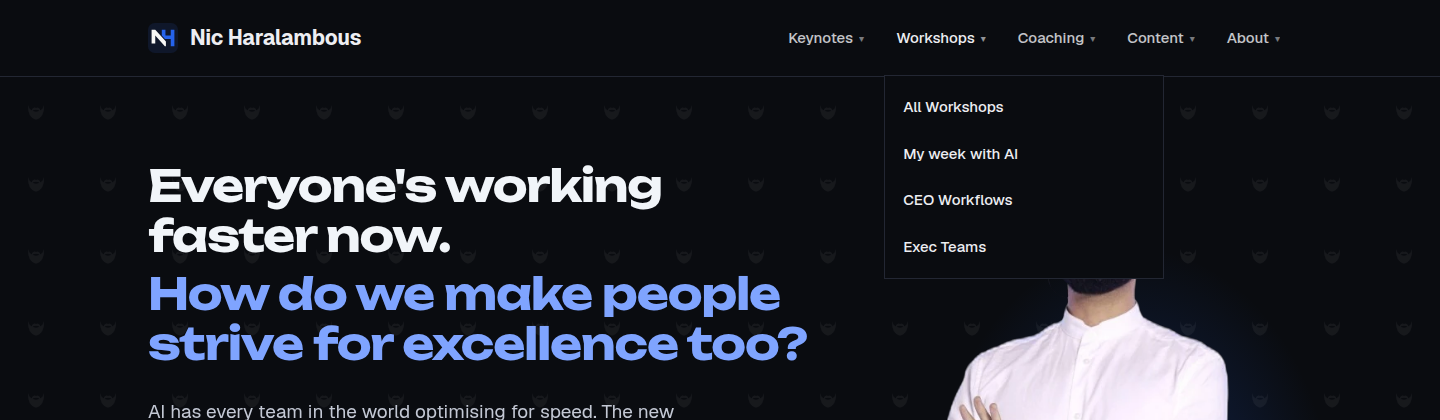 NH Nic Haralambous
Keynotes Workshops Coaching Content About
All Workshops
My week with AI
CEO Workflows
Exec Teams
Everyone's working
faster now.
How do we make people
strive for excellence too?
AI has every team in the world optimising for speed. The new